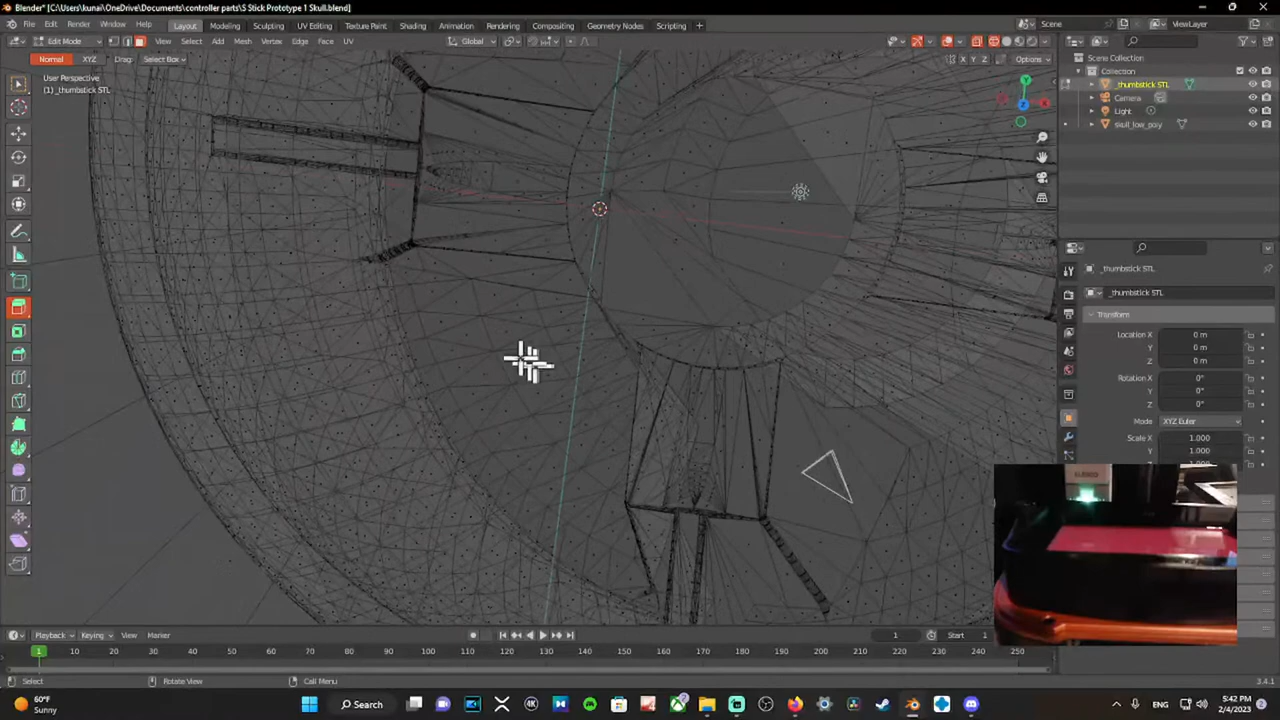 Blender* [C:\Users\kunai\OneDrive\Documents\controller parts\S Stick Prototype 1 Skull.blend]
File Edit Render Window Help Layout Modeling Sculpting UV Editing Texture Paint Shading Animation Rendering Compositing Geometry Nodes Scripting + Scene ViewLayer
Edit Mode View Select Add Mesh Vertex Edge Face UV Global
Normal XYZ Drag: Select Box X Y Z Options
User Perspective
(1) _thumbstick STL
Scene Collection
Collection
_thumbstick STL
Camera
Light
skull_low_poly
_thumbstick STL
_thumbstick STL
Transform
Location X 0 m
Y 0 m
Z 0 m
Rotation X 0°
Y 0°
Z 0°
Mode XYZ Euler
Scale X 1.000
Y 1.000
Playback Keying View Marker 1 Start 1
1 10 20 30 40 50 60 70 80 90 100 110 120 130 140 150 160 170 180 190 200 210 220 230 240 250
Select Rotate View Call Menu 3.4.1
60°F
Sunny
Search
ENG
5:42 PM
2/4/2023